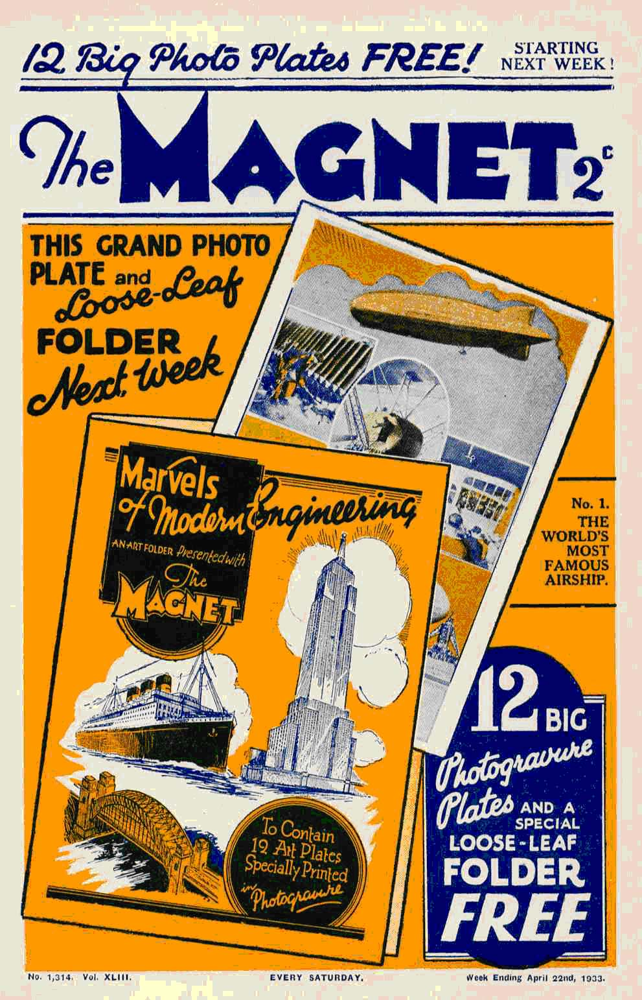 12 Big Photo Plates FREE!
STARTING
NEXT WEEK!
The MAGNET 2D
THIS GRAND PHOTO
PLATE and
Loose-Leaf
FOLDER
Next Week
Marvels
of Modern Engineering
AN ART FOLDER Presented with
The
MAGNET
No. 1.
THE
WORLD'S
MOST
FAMOUS
AIRSHIP.
12 BIG
Photogravure
Plates AND A
SPECIAL
LOOSE-LEAF
FOLDER
FREE
To Contain
12 Art Plates
Specially Printed
in
Photogravure
No. 1,314. Vol. XLIII.
EVERY SATURDAY.
Week Ending April 22nd, 1933.